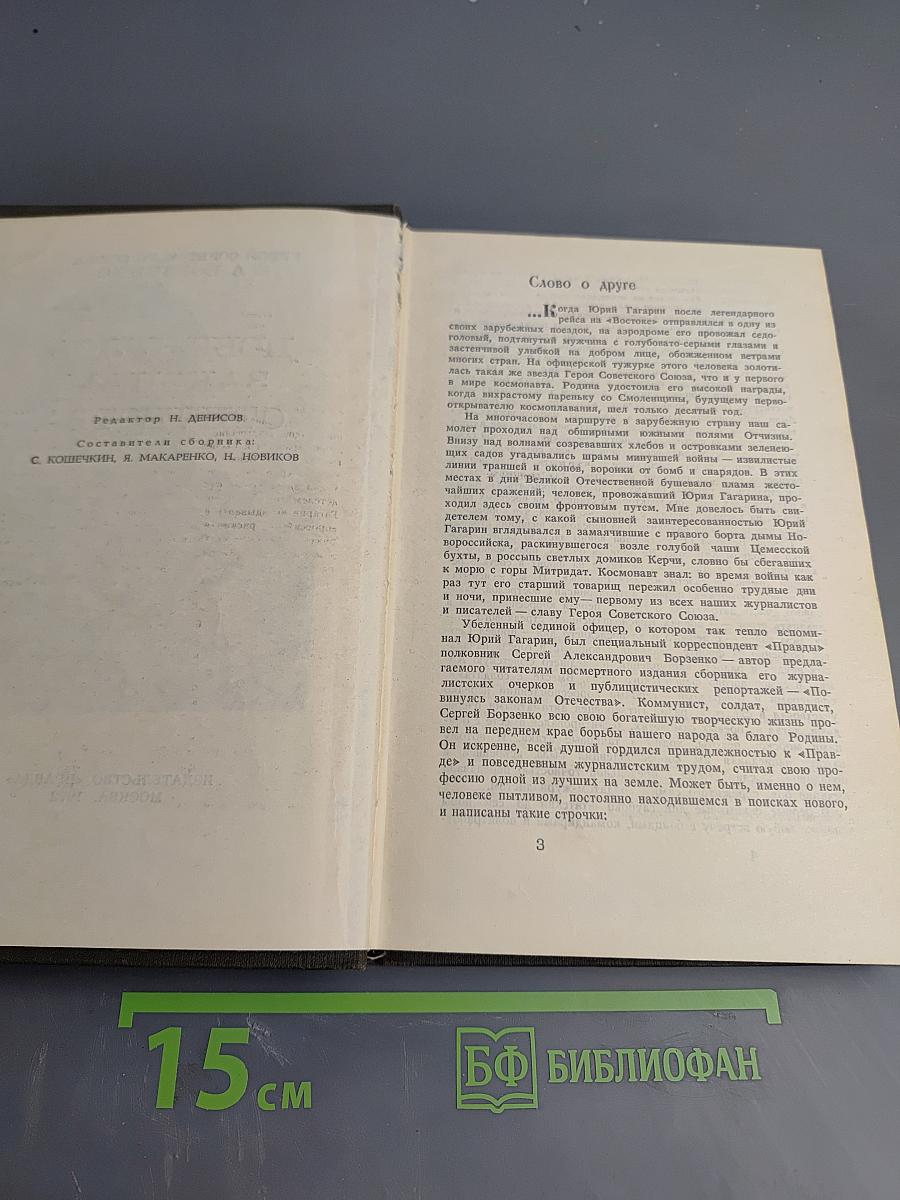 Редактор Н. ДЕНИСОВ.
Составители сборника:
С. КОШЕЧКИН, Я. МАКАРЕНКО, Н. НОВИКОВ
ИЗДАТЕЛЬСТВО «ПРАВДА»
МОСКВА.
Слово о друге
...Когда Юрий Гагарин после легендарного
рейса на «Востоке» отправлялся в одну из
своих зарубежных поездок, на аэродроме его провожал седо-
головый, подтянутый мужчина с голубовато-серыми глазами и
застенчивой улыбкой на добром лице, обожженном ветрами
многих стран. На офицерской тужурке этого человека золоти-
лась такая же звезда Героя Советского Союза, что и у первого
в мире космонавта. Родина удостоила его высокой награды,
когда вихрастому пареньку со Смоленщины, будущему перво-
открывателю космоплавания, шел только десятый год.
На многочасовом маршруте в зарубежную страну наш са-
молет проходил над обширными южными полями Отчизны.
Внизу над волнами созревавших хлебов и островками зеленею-
щих садов угадывались шрамы минувшей войны — извилистые
линии траншей и окопов, воронки от бомб и снарядов. В этих
местах в дни Великой Отечественной бушевало пламя жесто-
чайших сражений; человек, провожавший Юрия Гагарина, про-
ходил здесь своим фронтовым путем. Мне довелось быть сви-
детелем тому, с какой сыновней заинтересованностью Юрий
Гагарин вглядывался в замаячившие с правого борта дымы Но-
вороссийска, раскинувшегося возле голубой чаши Цемесской
бухты, в россыпь светлых домиков Керчи, словно бы сбегавших
к морю с горы Митридат. Космонавт знал: во время войны как
раз тут его старший товарищ пережил особенно трудные дни
и ночи, принесшие ему — первому из всех наших журналистов
и писателей — славу Героя Советского Союза.
Убеленный сединой офицер, о котором так тепло вспоми-
нал Юрий Гагарин, был специальный корреспондент «Правды»
полковник Сергей Александрович Борзенко — автор предла-
гаемого читателям посмертного издания сборника его журна-
листских очерков и публицистических репортажей — «По-
винуясь законам Отечества». Коммунист, солдат, правдист,
Сергей Борзенко всю свою богатейшую творческую жизнь про-
вел на переднем крае борьбы нашего народа за благо Родины.
Он искренне, всей душой гордился принадлежностью к «Прав-
де» и повседневным журналистским трудом, считая свою про-
фессию одной из лучших на земле. Может быть, именно о нем,
человеке пытливом, постоянно находившемся в поисках нового,
и написаны такие строчки:
3
15 см
БФ БИБЛИОФАН